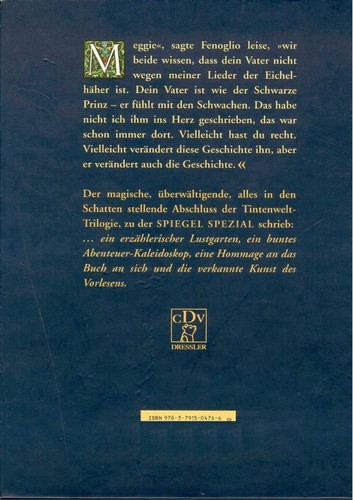 Meggie«, sagte Fenoglio leise, »wir
beide wissen, dass dein Vater nicht
wegen meiner Lieder der Eichel-
häher ist. Dein Vater ist wie der Schwarze
Prinz – er fühlt mit den Schwachen. Das habe
nicht ich ihm ins Herz geschrieben, das war
schon immer dort. Vielleicht hast du recht.
Vielleicht verändert diese Geschichte ihn, aber
er verändert auch die Geschichte.«
Der magische, überwältigende, alles in den
Schatten stellende Abschluss der Tintenwelt-
Trilogie, zu der SPIEGEL SPEZIAL schrieb:
… ein erzählerischer Lustgarten, ein buntes
Abenteuer-Kaleidoskop, eine Hommage an das
Buch an sich und die verkannte Kunst des
Vorlesens.
CDV
DRESSLER
ISBN 978-3-7915-0476-6